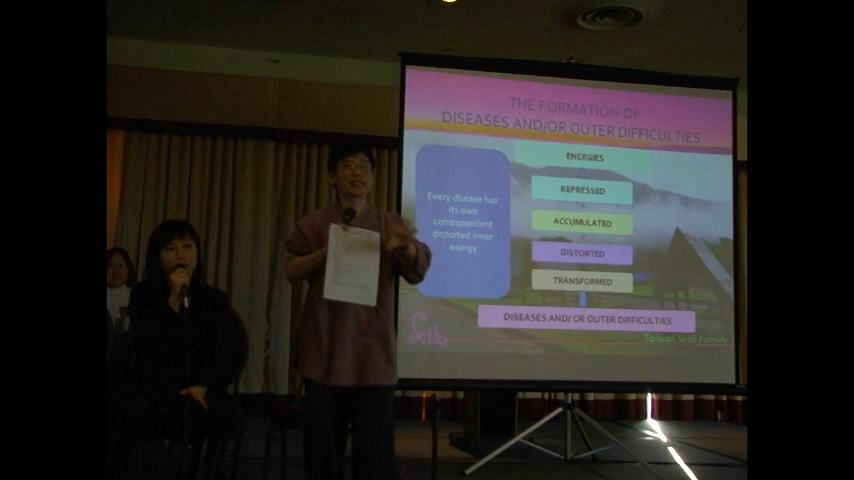 THE FORMATION OF
DISEASES AND/OR OUTER DIFFICULTIES
Every disease has
its own
correspondent
distorted inner
energy
ENERGIES
REPRESSED
ACCUMULATED
DISTORTED
TRANSFORMED
DISEASES AND/ OR OUTER DIFFICULTIES
Seth
Taiwan Seth Family